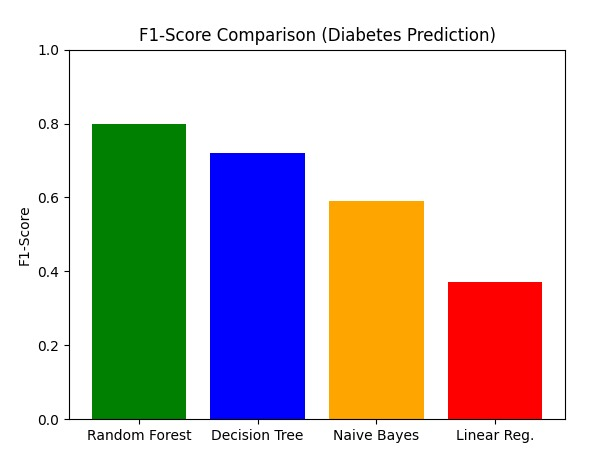 F1-Score Comparison (Diabetes Prediction)
1.0
0.8
0.6
0.4
0.2
0.0
F1-Score
Random Forest Decision Tree Naive Bayes Linear Reg.